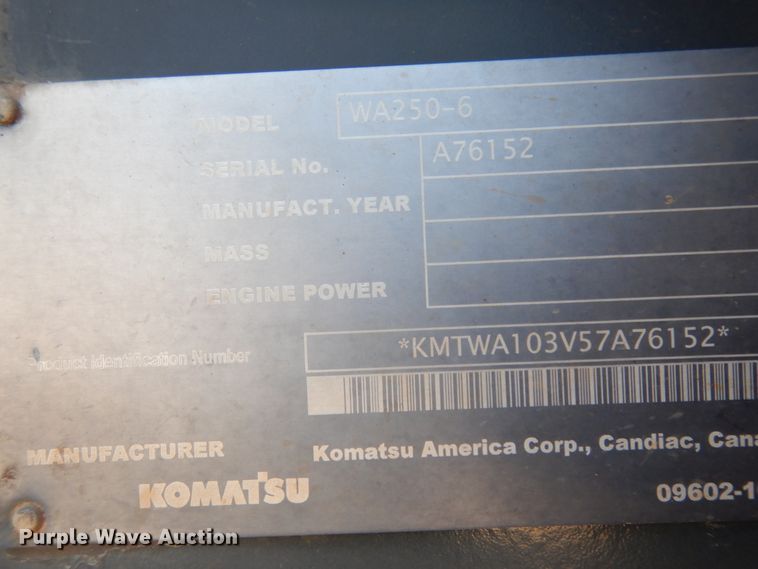 MODEL WA250-6
SERIAL No. A76152
MANUFACT. YEAR
MASS
ENGINE POWER
Product Identification Number *KMTWA103V57A76152*
MANUFACTURER Komatsu America Corp., Candiac, Cana
KOMATSU 09602-1
Purple Wave Auction